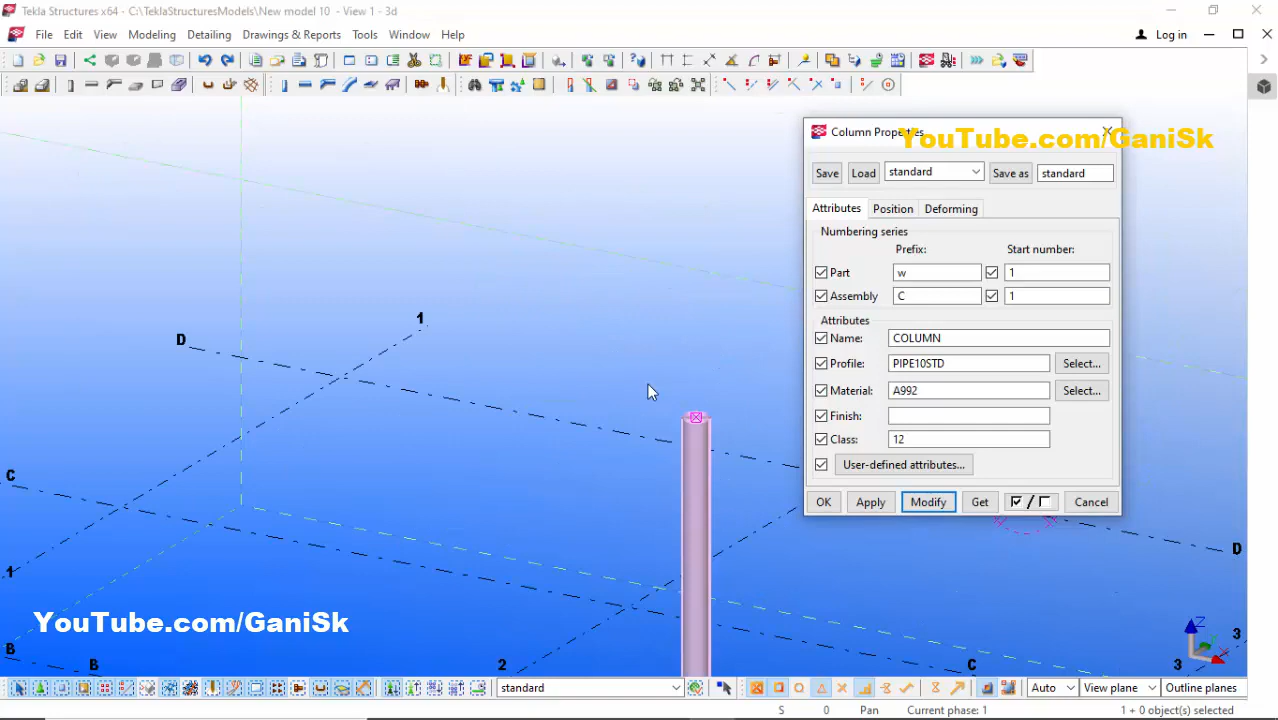 Tekla Structures x64 - C:\TeklaStructuresModels\New model 10 - View 1 - 3d
File Edit View Modeling Detailing Drawings & Reports Tools Window Help
Log in
Column Properties
YouTube.com/GaniSk
Save Load standard Save as standard
Attributes Position Deforming
Numbering series
Prefix: Start number:
Part w 1
Assembly C 1
Attributes
Name: COLUMN
Profile: PIPE10STD Select...
Material: A992 Select...
Finish:
Class: 12
User-defined attributes...
OK Apply Modify Get / Cancel
1
D
C
D
1
YouTube.com/GaniSk
Z
3
B B 2 C 3
standard Auto View plane Outline planes
S 0 Pan Current phase: 1 1 + 0 object(s) selected